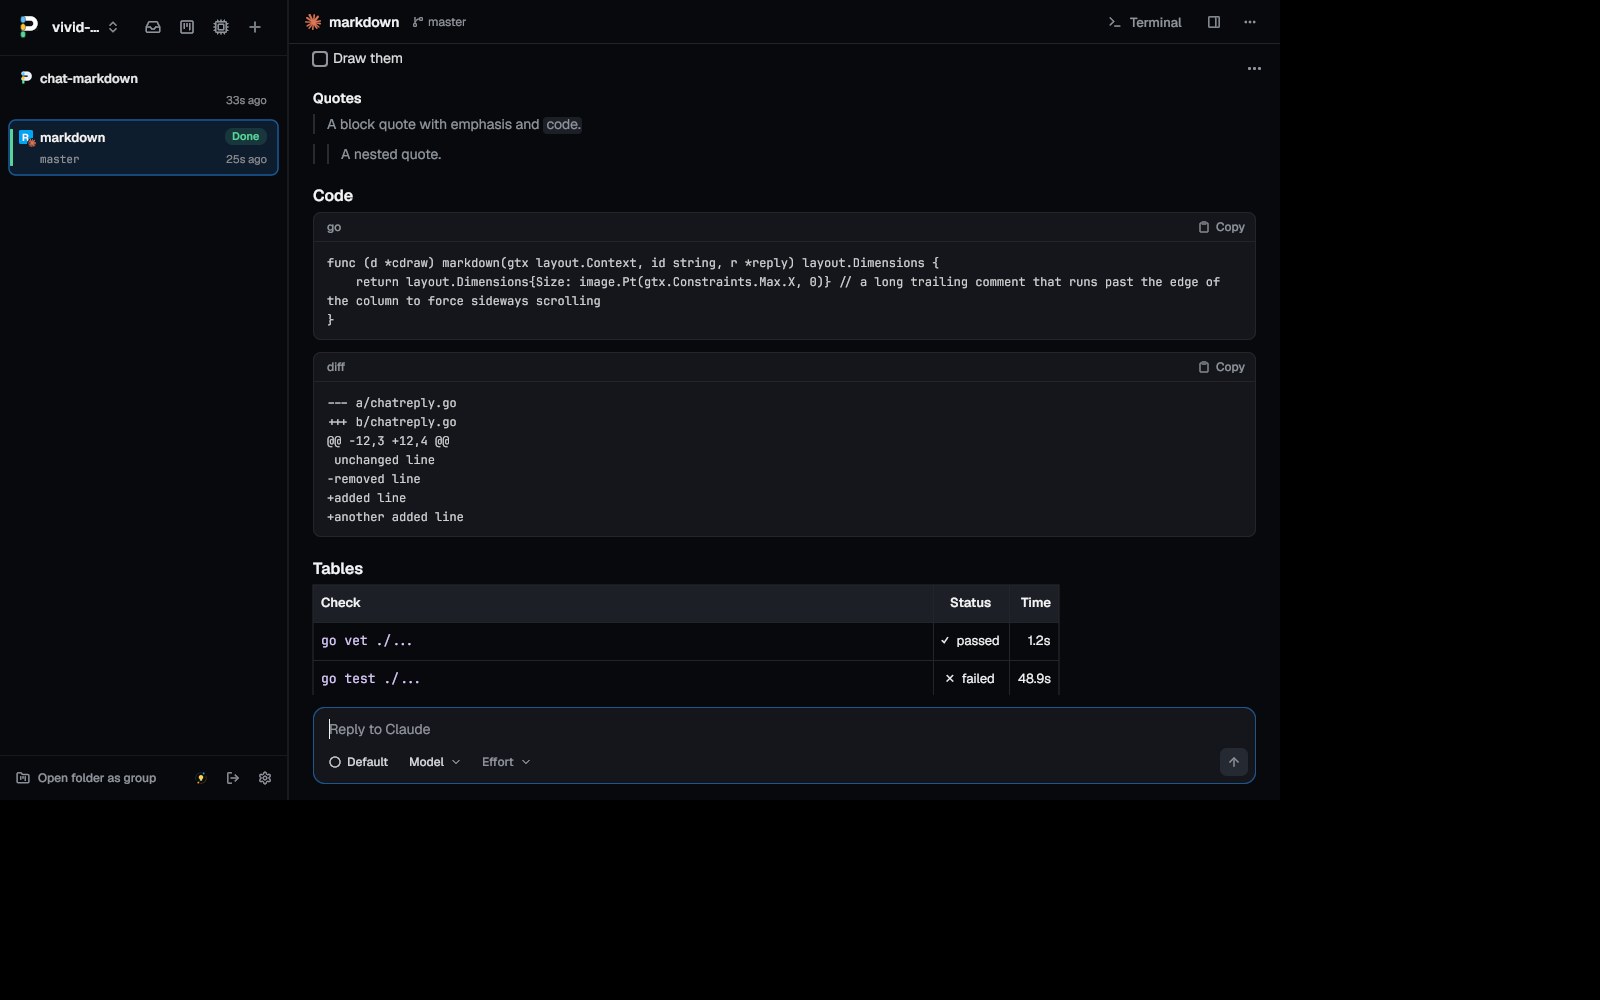 vivid-...
markdown
master
Terminal
chat-markdown
33s ago
markdown
Done
master
25s ago
Draw them
Quotes
A block quote with emphasis and code.
A nested quote.
Code
go
Copy
func (d *cdraw) markdown(gtx layout.Context, id string, r *reply) layout.Dimensions {
    return layout.Dimensions{Size: image.Pt(gtx.Constraints.Max.X, 0)} // a long trailing comment that runs past the edge of
the column to force sideways scrolling
}
diff
Copy
--- a/chatreply.go
+++ b/chatreply.go
@@ -12,3 +12,4 @@
 unchanged line
-removed line
+added line
+another added line
Tables
Check Status Time
go vet ./... ✓ passed 1.2s
go test ./... ✕ failed 48.9s
Reply to Claude
Default Model Effort
Open folder as group